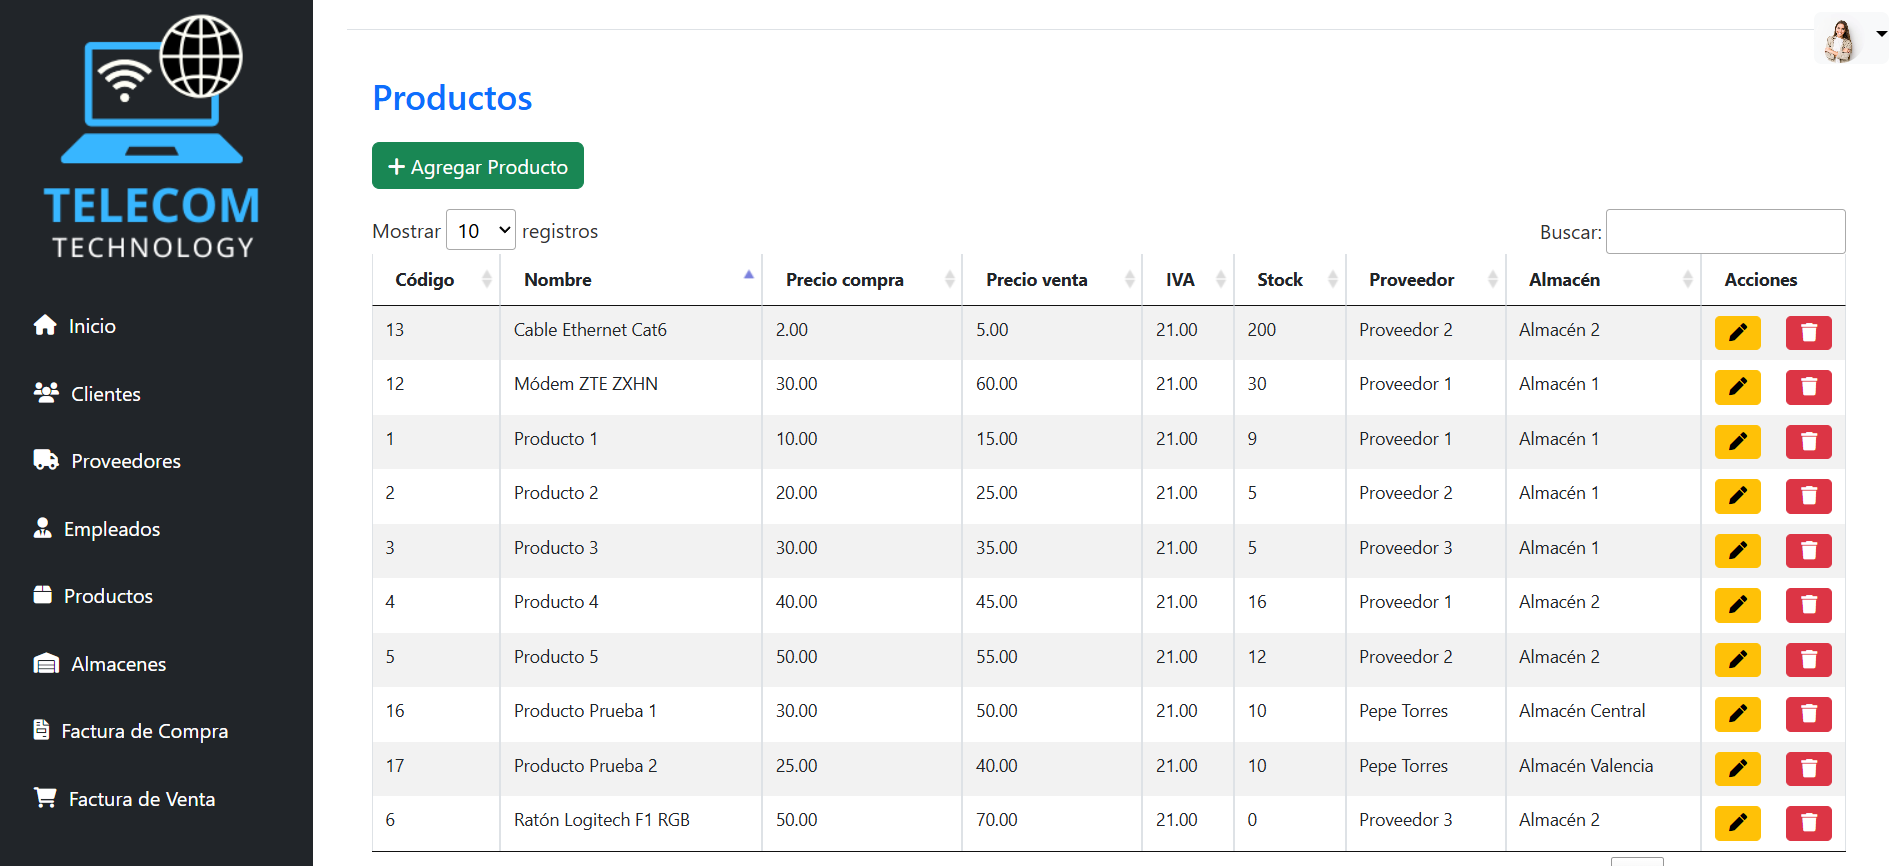 TELECOM
TECHNOLOGY
Inicio
Clientes
Proveedores
Empleados
Productos
Almacenes
Factura de Compra
Factura de Venta
Productos
Agregar Producto
Mostrar 10 registros Buscar:
Código Nombre Precio compra Precio venta IVA Stock Proveedor Almacén Acciones
13 Cable Ethernet Cat6 2.00 5.00 21.00 200 Proveedor 2 Almacén 2
12 Módem ZTE ZXHN 30.00 60.00 21.00 30 Proveedor 1 Almacén 1
1 Producto 1 10.00 15.00 21.00 9 Proveedor 1 Almacén 1
2 Producto 2 20.00 25.00 21.00 5 Proveedor 2 Almacén 1
3 Producto 3 30.00 35.00 21.00 5 Proveedor 3 Almacén 1
4 Producto 4 40.00 45.00 21.00 16 Proveedor 1 Almacén 2
5 Producto 5 50.00 55.00 21.00 12 Proveedor 2 Almacén 2
16 Producto Prueba 1 30.00 50.00 21.00 10 Pepe Torres Almacén Central
17 Producto Prueba 2 25.00 40.00 21.00 10 Pepe Torres Almacén Valencia
6 Ratón Logitech F1 RGB 50.00 70.00 21.00 0 Proveedor 3 Almacén 2